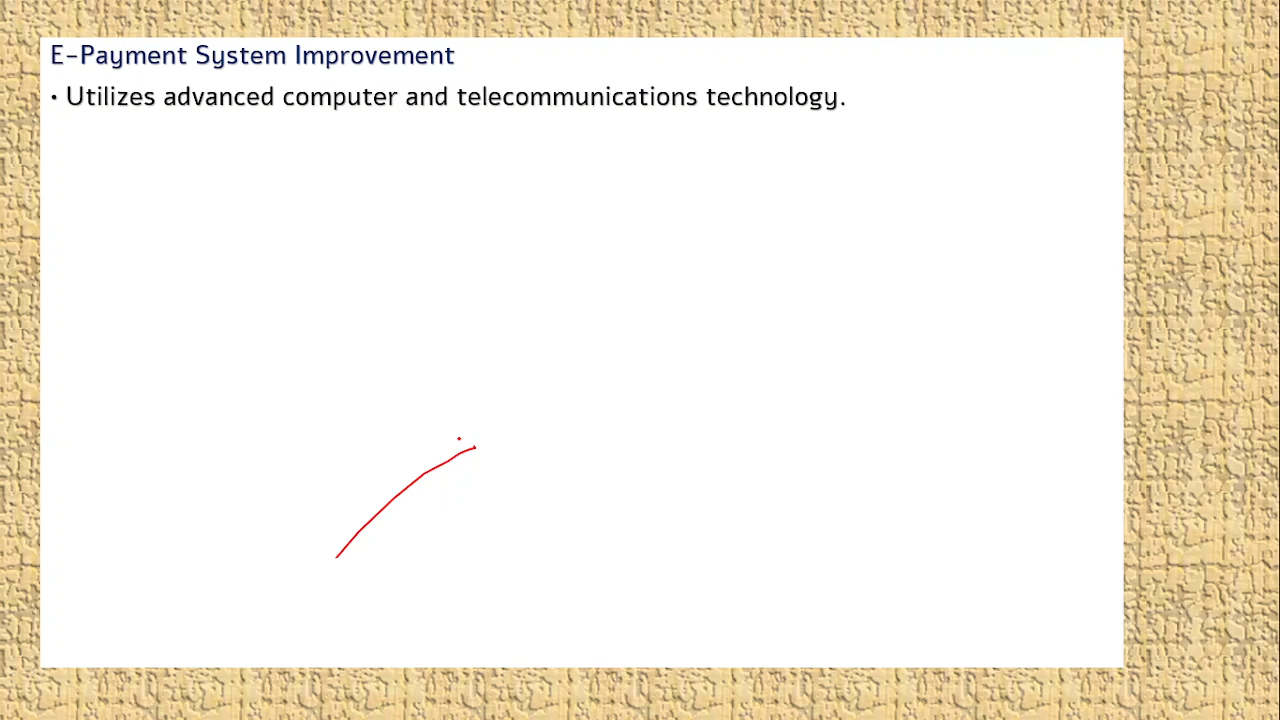 E-Payment System Improvement
• Utilizes advanced computer and telecommunications technology.